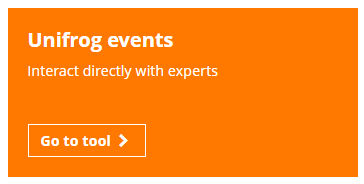 Unifrog events
Interact directly with experts
Go to tool